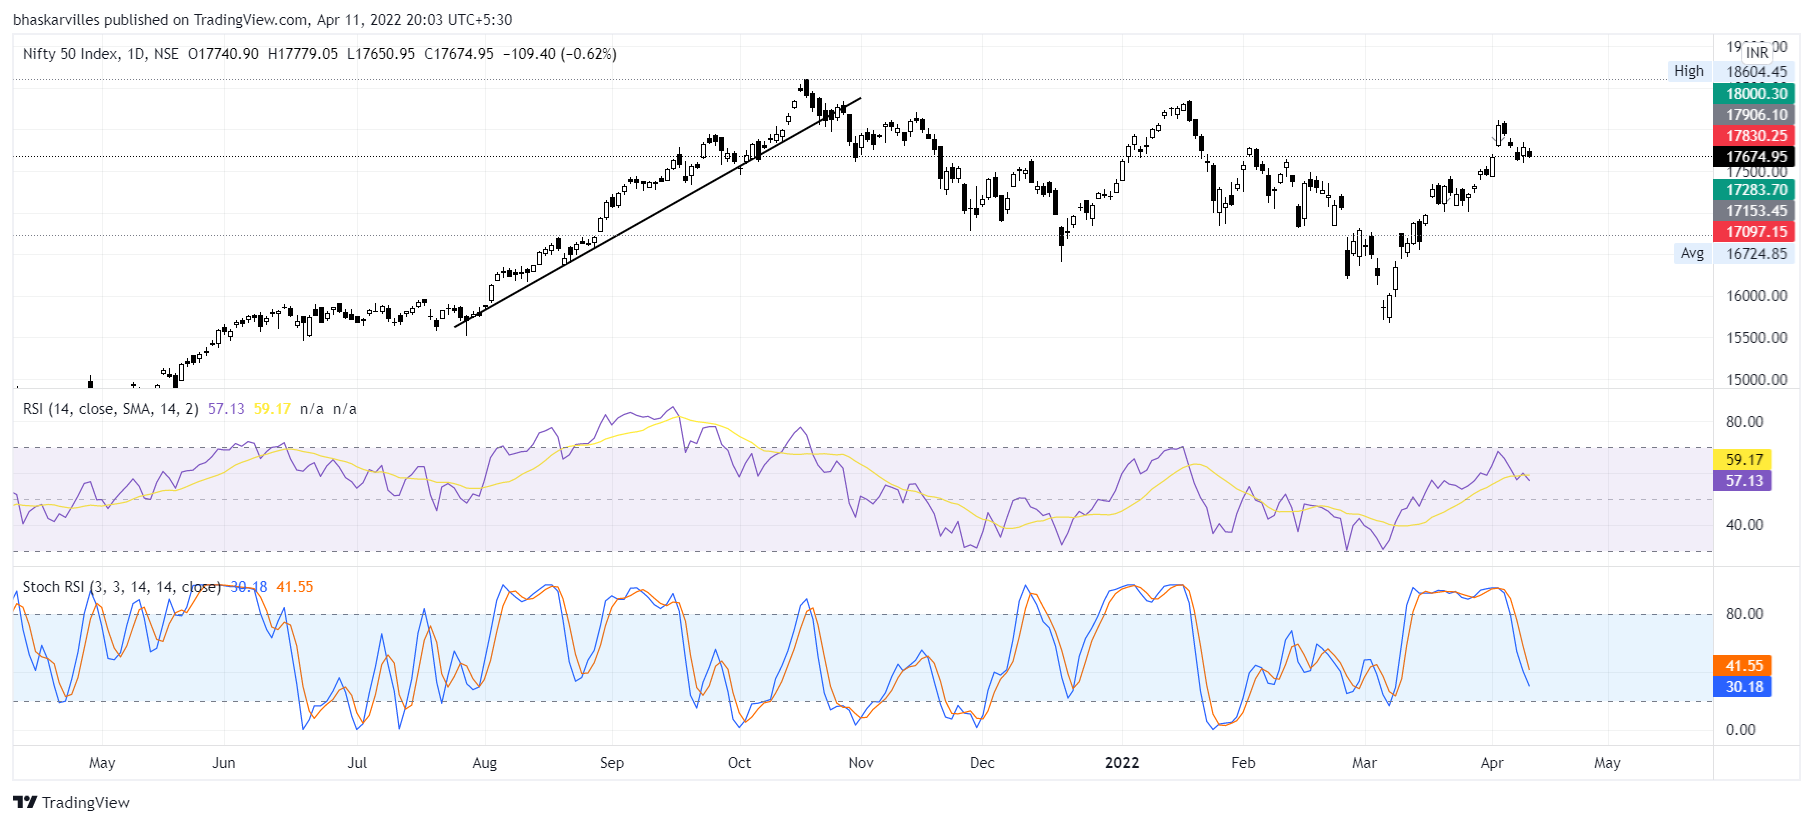 bhaskarvilles published on TradingView.com, Apr 11, 2022 20:03 UTC+5:30
Nifty 50 Index, 1D, NSE O17740.90 H17779.05 L17650.95 C17674.95 −109.40 (−0.62%)
INR
High 18604.45
18000.30
17906.10
17830.25
17674.95
17500.00
17283.70
17153.45
17097.15
Avg 16724.85
16000.00
15500.00
15000.00
RSI (14, close, SMA, 14, 2) 57.13 59.17 n/a n/a
80.00
59.17
57.13
40.00
Stoch RSI (3, 3, 14, 14, close) 30.18 41.55
80.00
41.55
30.18
0.00
May Jun Jul Aug Sep Oct Nov Dec 2022 Feb Mar Apr May
TradingView